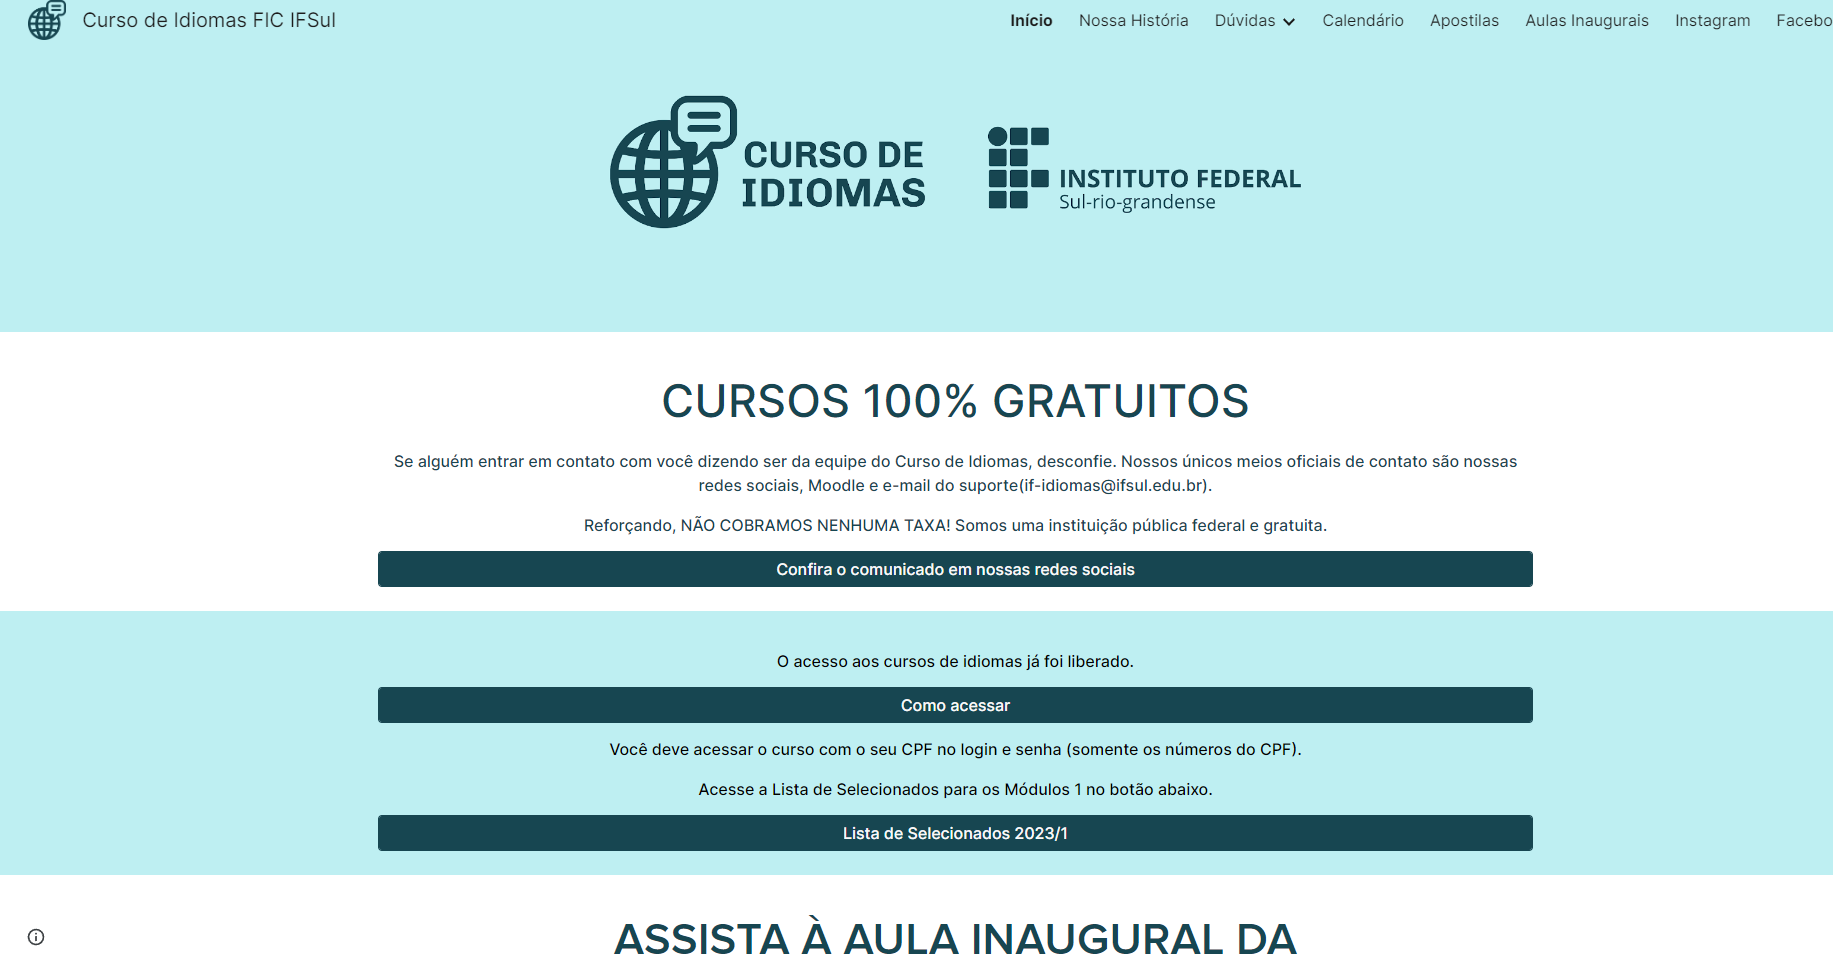 Curso de Idiomas FIC IFSul
Início Nossa História Dúvidas Calendário Apostilas Aulas Inaugurais Instagram Facebo
CURSO DE
IDIOMAS
INSTITUTO FEDERAL
Sul-rio-grandense
CURSOS 100% GRATUITOS
Se alguém entrar em contato com você dizendo ser da equipe do Curso de Idiomas, desconfie. Nossos únicos meios oficiais de contato são nossas
redes sociais, Moodle e e-mail do suporte(if-idiomas@ifsul.edu.br).
Reforçando, NÃO COBRAMOS NENHUMA TAXA! Somos uma instituição pública federal e gratuita.
Confira o comunicado em nossas redes sociais
O acesso aos cursos de idiomas já foi liberado.
Como acessar
Você deve acessar o curso com o seu CPF no login e senha (somente os números do CPF).
Acesse a Lista de Selecionados para os Módulos 1 no botão abaixo.
Lista de Selecionados 2023/1
ASSISTA À AULA INAUGURAL DA